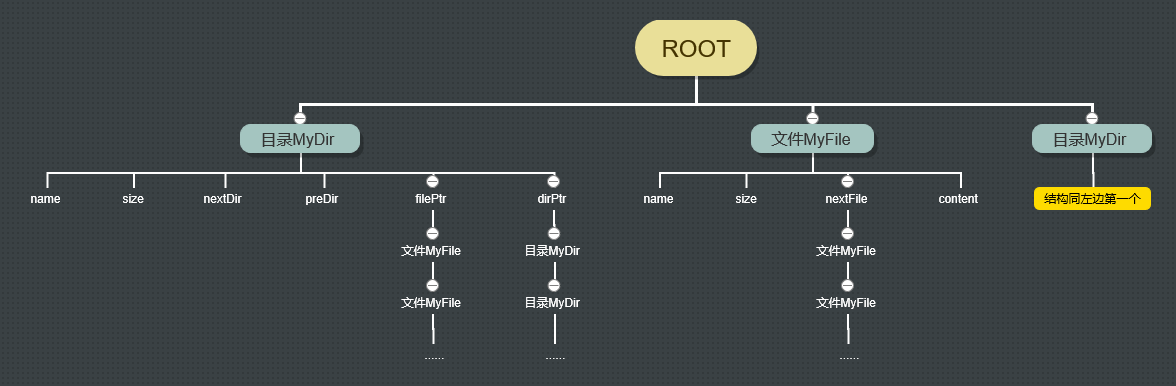 ROOT
目录MyDir
文件MyFile
目录MyDir
name
size
nextDir
preDir
filePtr
dirPtr
name
size
nextFile
content
结构同左边第一个
文件MyFile
目录MyDir
文件MyFile
文件MyFile
目录MyDir
文件MyFile
......
......
......